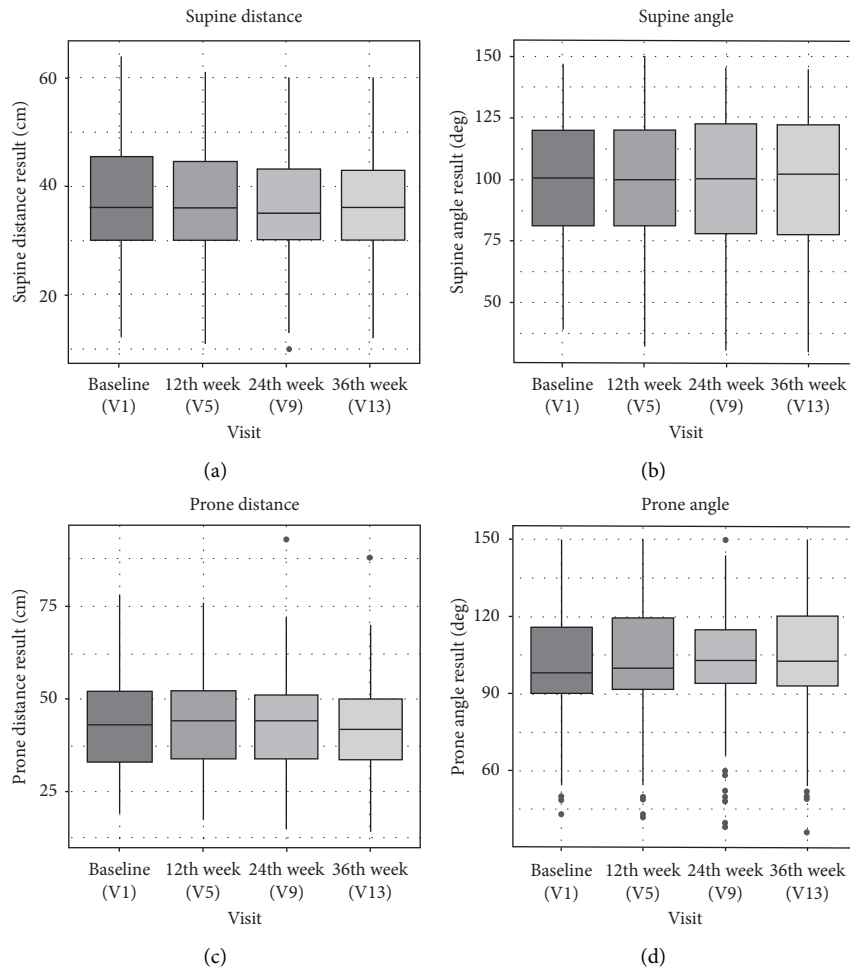 Supine distance
Supine distance result (cm)
60
40
20
Baseline 12th week 24th week 36th week
(V1) (V5) (V9) (V13)
Visit
(a)
Supine angle
Supine angle result (deg)
150
125
100
75
50
Baseline 12th week 24th week 36th week
(V1) (V5) (V9) (V13)
Visit
(b)
Prone distance
Prone distance result (cm)
75
50
25
Baseline 12th week 24th week 36th week
(V1) (V5) (V9) (V13)
Visit
(c)
Prone angle
Prone angle result (deg)
150
120
90
60
Baseline 12th week 24th week 36th week
(V1) (V5) (V9) (V13)
Visit
(d)